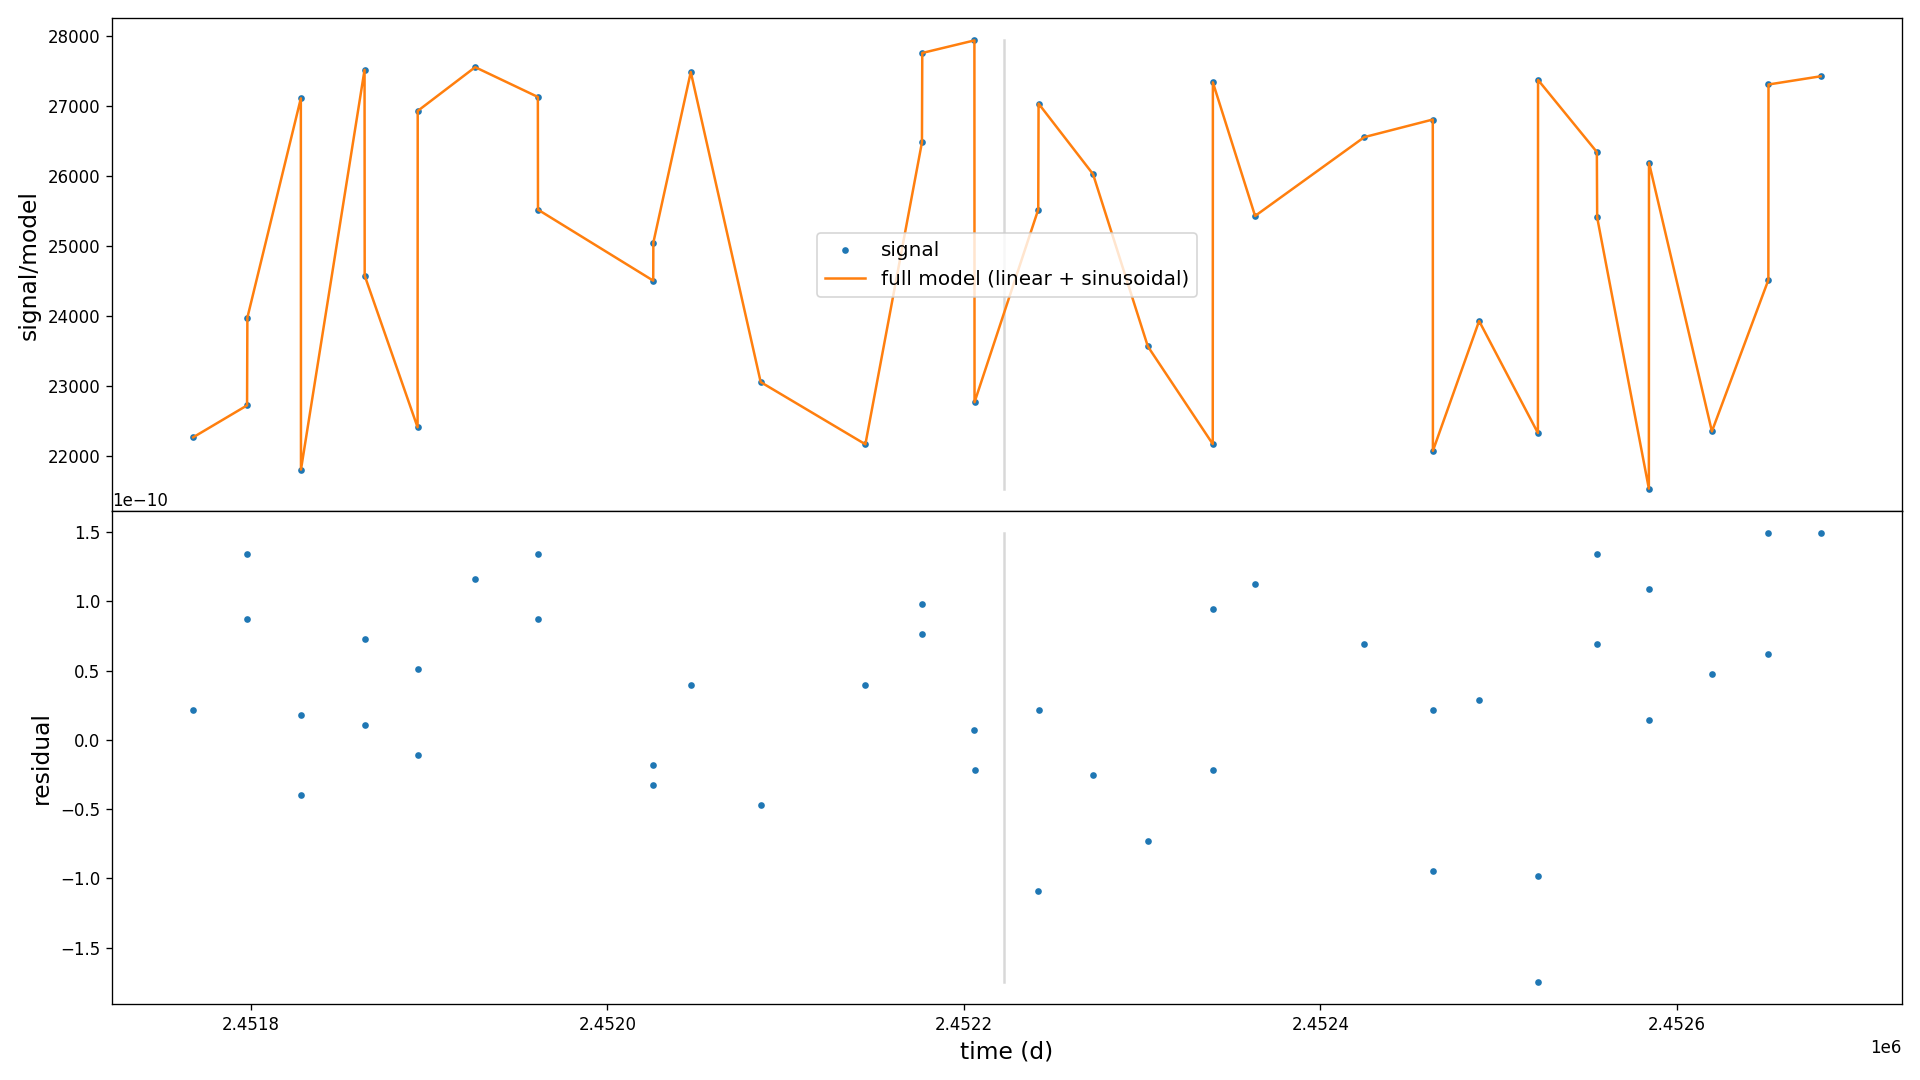 28000
27000
26000
25000
24000
23000
22000
signal/model
signal
full model (linear + sinusoidal)
1e−10
1.5
1.0
0.5
0.0
−0.5
−1.0
−1.5
residual
2.4518
2.4520
2.4522
2.4524
2.4526
1e6
time (d)